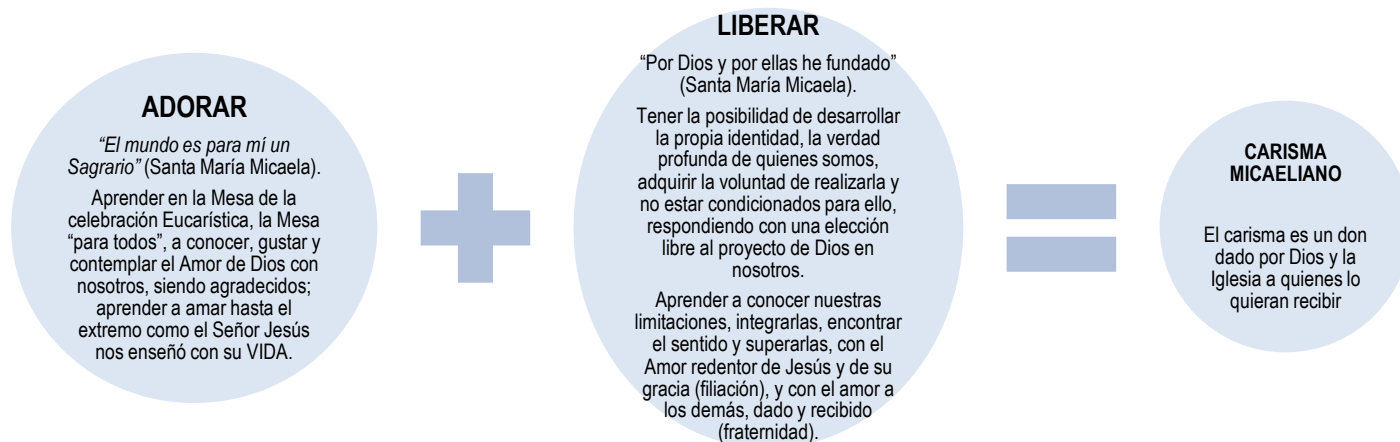 ADORAR
“El mundo es para mí un
Sagrario” (Santa María Micaela).
Aprender en la Mesa de la
celebración Eucarística, la Mesa
“para todos”, a conocer, gustar y
contemplar el Amor de Dios con
nosotros, siendo agradecidos;
aprender a amar hasta el
extremo como el Señor Jesús
nos enseñó con su VIDA.
LIBERAR
“Por Dios y por ellas he fundado”
(Santa María Micaela).
Tener la posibilidad de desarrollar
la propia identidad, la verdad
profunda de quienes somos,
adquirir la voluntad de realizarla y
no estar condicionados para ello,
respondiendo con una elección
libre al proyecto de Dios en
nosotros.
Aprender a conocer nuestras
limitaciones, integrarlas, encontrar
el sentido y superarlas, con el
Amor redentor de Jesús y de su
gracia (filiación), y con el amor a
los demás, dado y recibido
(fraternidad).
CARISMA
MICAELIANO
El carisma es un don
dado por Dios y la
Iglesia a quienes lo
quieran recibir